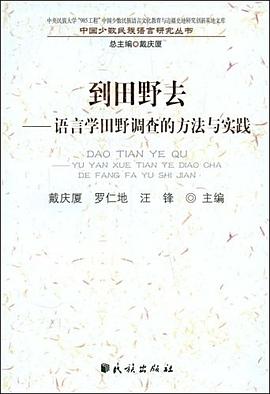 中央民族大学“985工程”中国少数民族语言文化教育与边疆史地研究创新基地文库
中国少数民族语言研究丛书
总主编◎戴庆厦
到田野去
——语言学田野调查的方法与实践
DAO TIAN YE QU
——YU YAN XUE TIAN YE DIAO CHA
DE FANG FA YU SHI JIAN
戴庆厦 罗仁地 汪锋 ◎ 主编
民族出版社